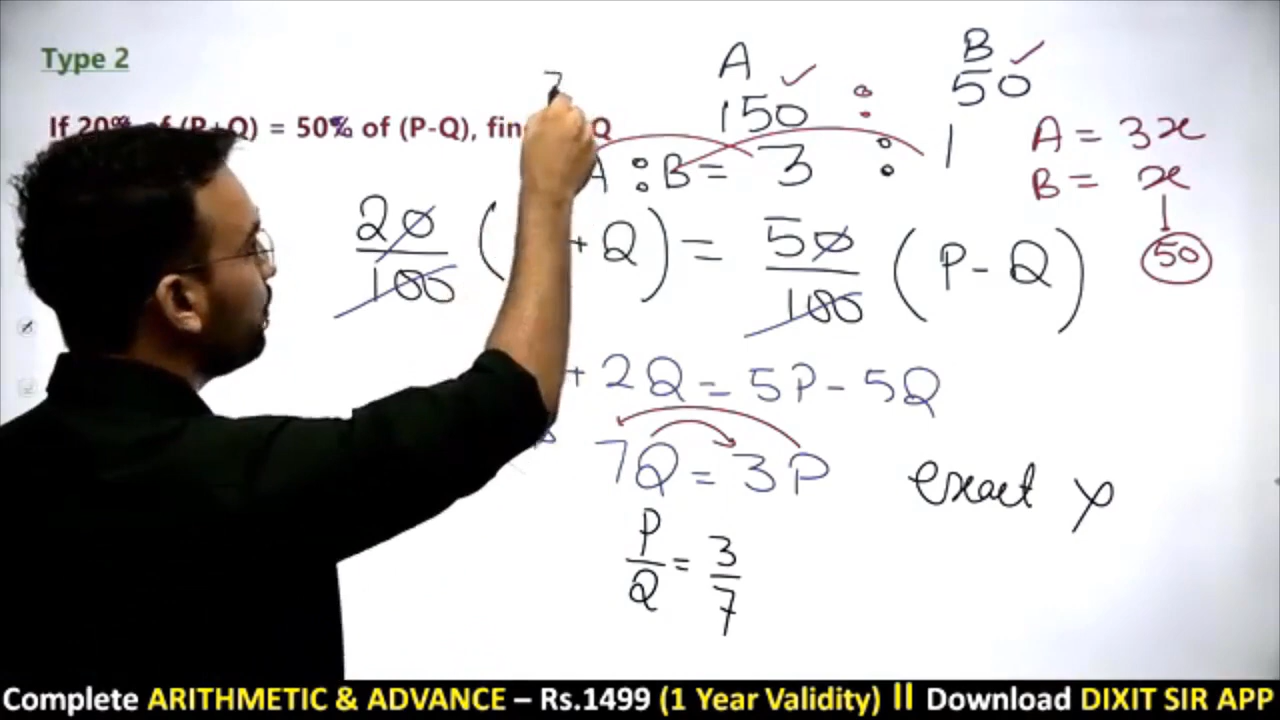 Type 2
If 20% of (P+Q) = 50% of (P-Q), find Q
A B
150 : 50
A : B = 3 : 1
A = 3x
B = x
50
20/100 ( + Q) = 50/100 (P - Q)
+ 2Q = 5P - 5Q
7Q = 3P
exact
P/Q = 3/7
7
Complete ARITHMETIC & ADVANCE – Rs.1499 (1 Year Validity) II Download DIXIT SIR APP